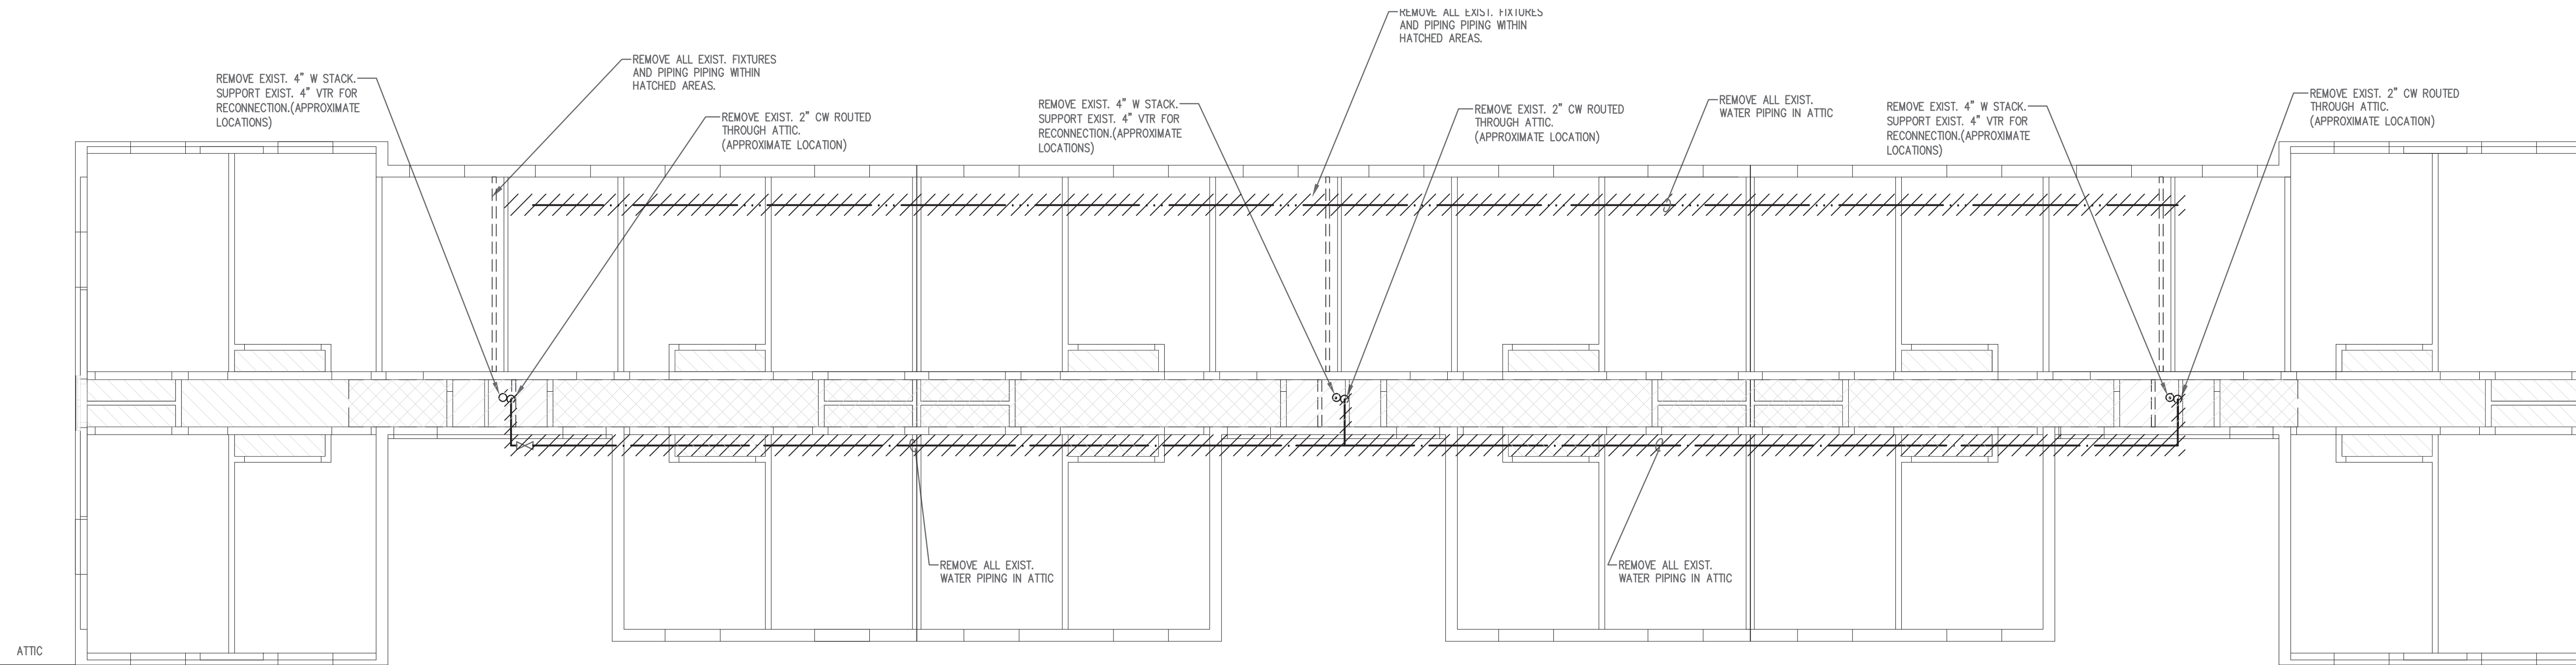 REMOVE ALL EXIST. FIXTURES
AND PIPING PIPING WITHIN
HATCHED AREAS.
REMOVE ALL EXIST. FIXTURES
AND PIPING PIPING WITHIN
HATCHED AREAS.
REMOVE EXIST. 4" W STACK.
SUPPORT EXIST. 4" VTR FOR
RECONNECTION.(APPROXIMATE
LOCATIONS)
REMOVE EXIST. 2" CW ROUTED
THROUGH ATTIC.
(APPROXIMATE LOCATION)
REMOVE EXIST. 4" W STACK.
SUPPORT EXIST. 4" VTR FOR
RECONNECTION.(APPROXIMATE
LOCATIONS)
REMOVE EXIST. 2" CW ROUTED
THROUGH ATTIC.
(APPROXIMATE LOCATION)
REMOVE ALL EXIST.
WATER PIPING IN ATTIC
REMOVE EXIST. 4" W STACK.
SUPPORT EXIST. 4" VTR FOR
RECONNECTION.(APPROXIMATE
LOCATIONS)
REMOVE EXIST. 2" CW ROUTED
THROUGH ATTIC.
(APPROXIMATE LOCATION)
REMOVE ALL EXIST.
WATER PIPING IN ATTIC
REMOVE ALL EXIST.
WATER PIPING IN ATTIC
ATTIC